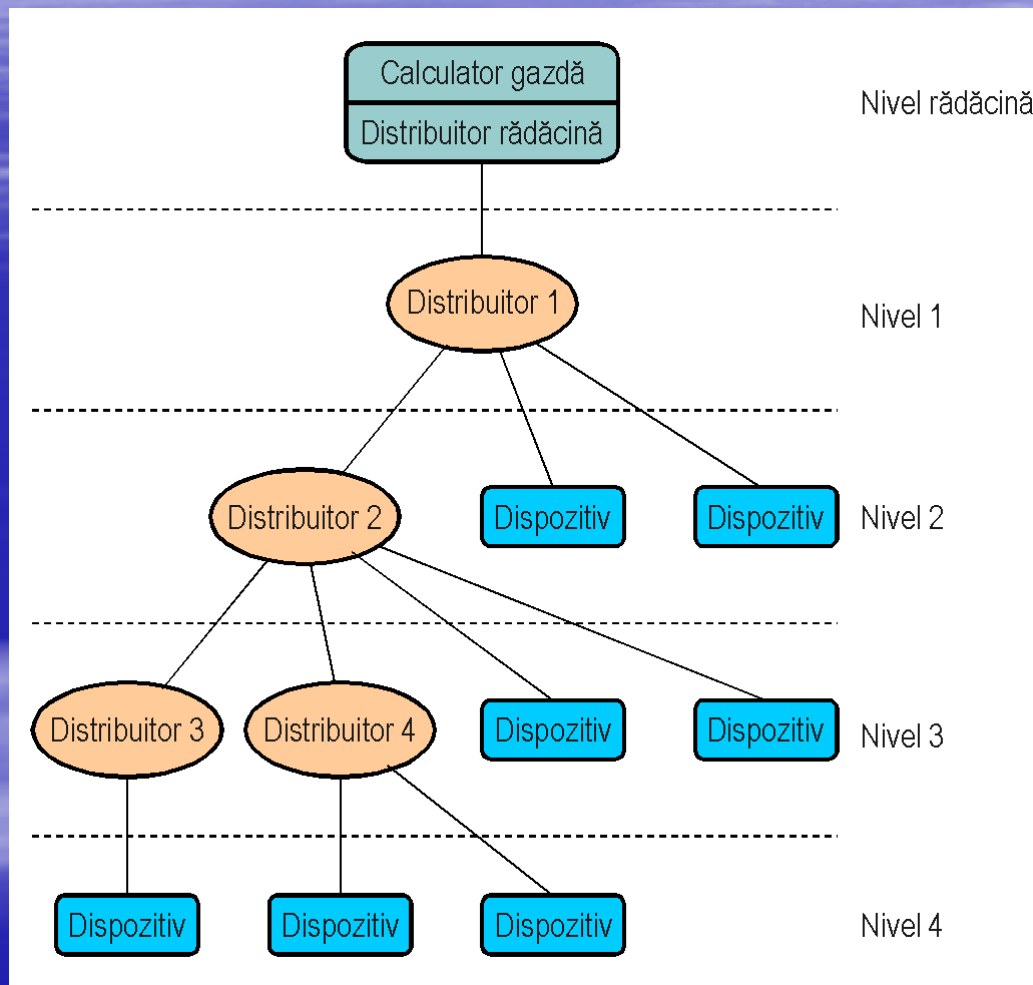 Calculator gazdă
Distribuitor rădăcină
Nivel rădăcină
Distribuitor 1
Nivel 1
Distribuitor 2
Dispozitiv
Dispozitiv
Nivel 2
Distribuitor 3
Distribuitor 4
Dispozitiv
Dispozitiv
Nivel 3
Dispozitiv
Dispozitiv
Dispozitiv
Nivel 4